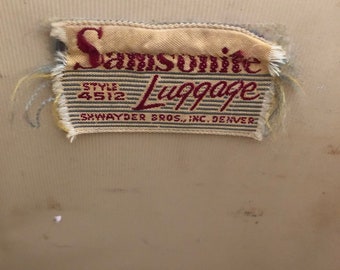 Samsonite
STYLE
4512 Luggage
SHWAYDER BROS., INC. DENVER.